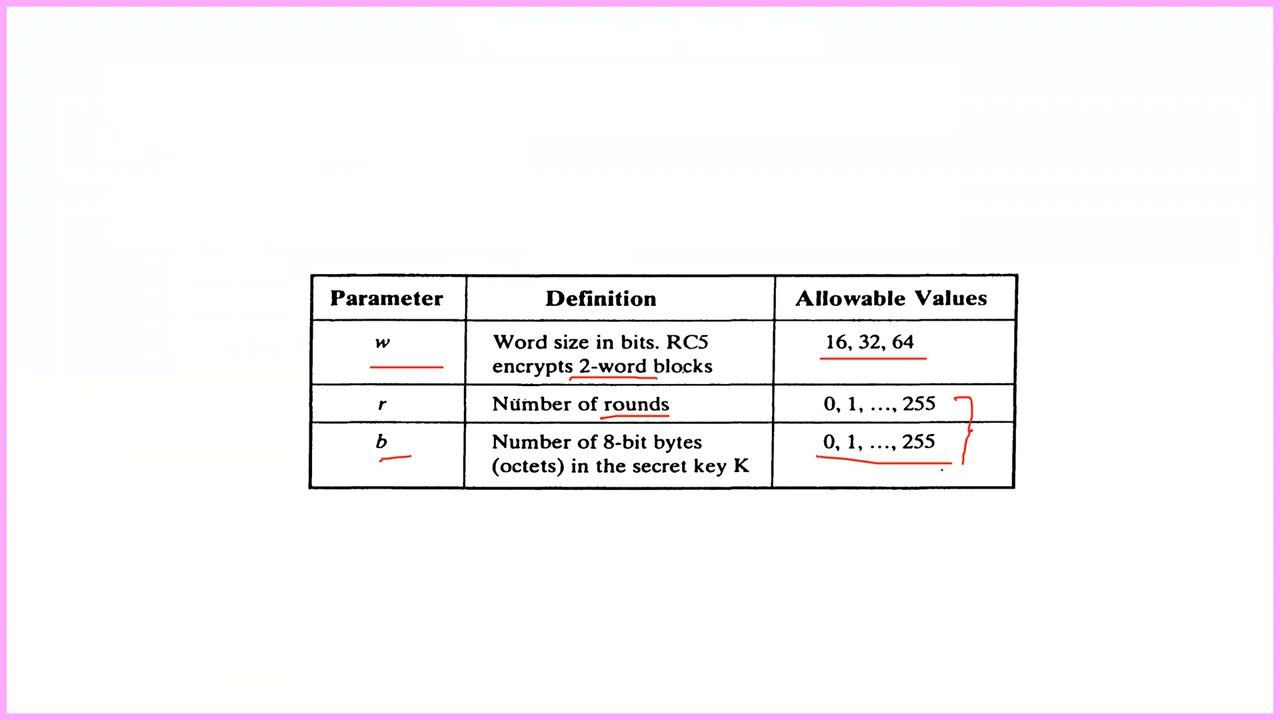 Parameter Definition Allowable Values
w Word size in bits. RC5 16, 32, 64
encrypts 2-word blocks
r Number of rounds 0, 1, ..., 255
b Number of 8-bit bytes 0, 1, ..., 255
(octets) in the secret key K